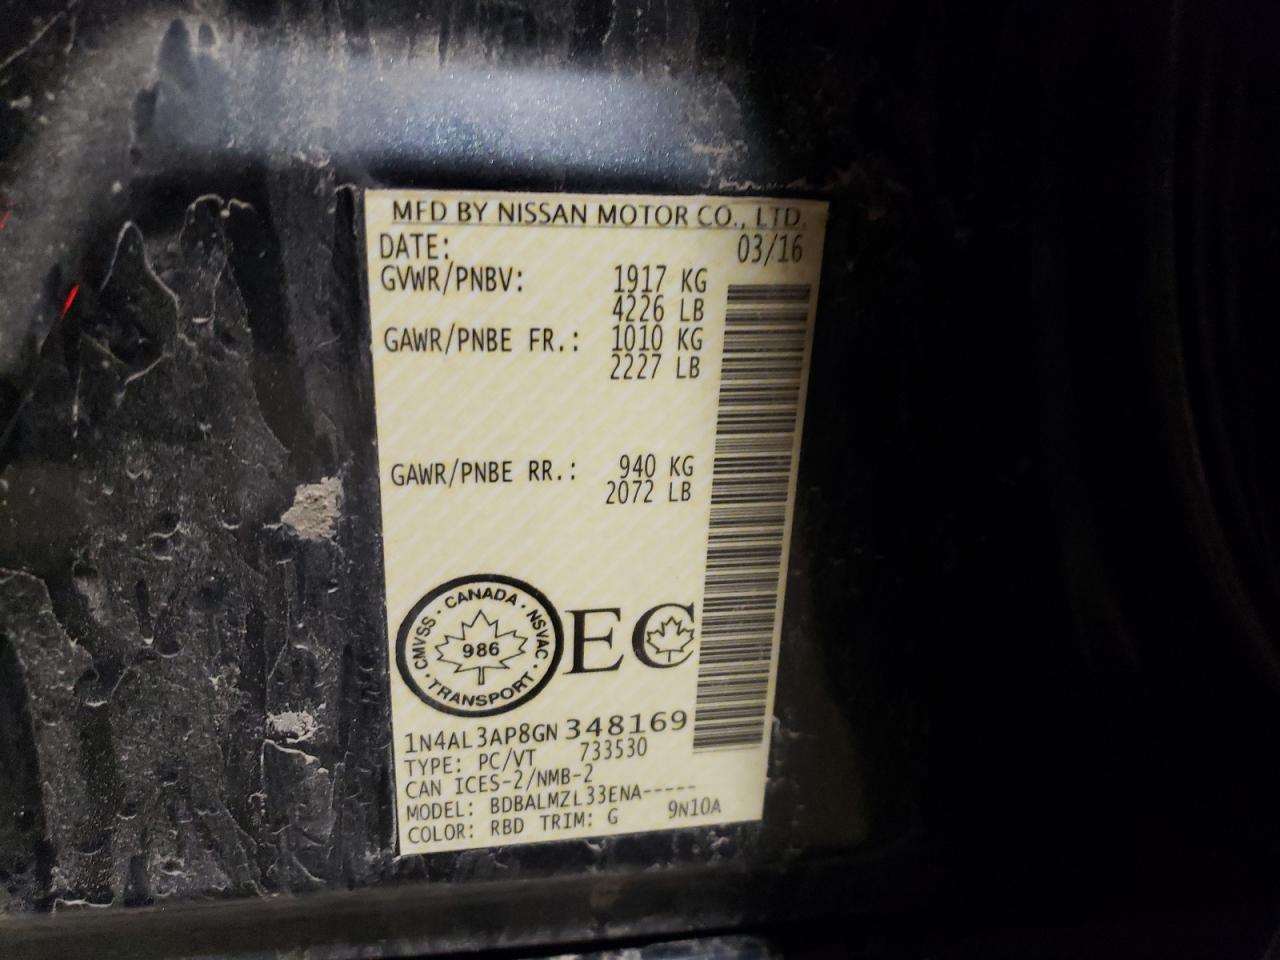 MFD BY NISSAN MOTOR CO., LTD.
DATE: 03/16
GVWR/PNBV: 1917 KG
4226 LB
GAWR/PNBE FR.: 1010 KG
2227 LB
GAWR/PNBE RR.: 940 KG
2072 LB
CMVSS · CANADA · NSVAC · TRANSPORT ·
986
EC
1N4AL3AP8GN348169
TYPE: PC/VT 733530
CAN ICES-2/NMB-2
MODEL: BDBALMZL33ENA-----
COLOR: RBD TRIM: G 9N10A